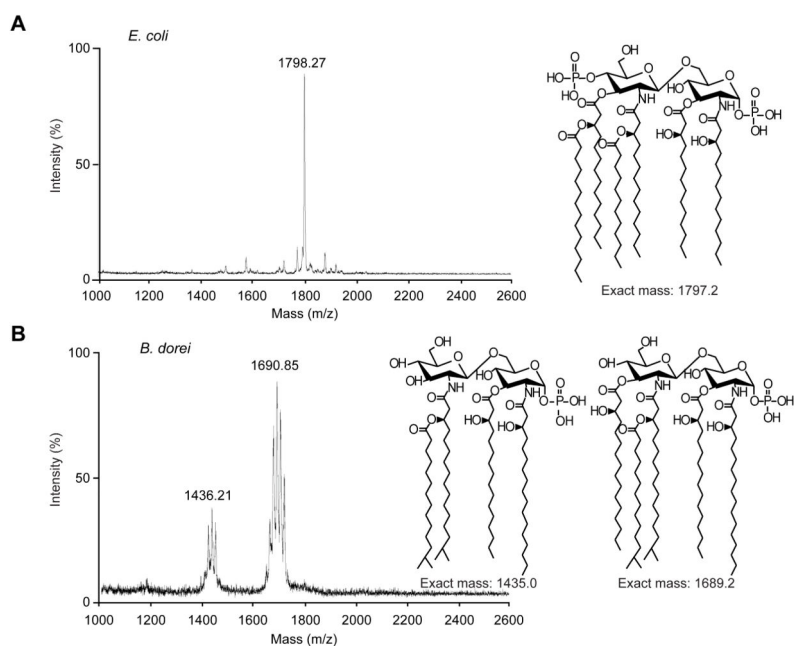 A
E. coli
100
50
0
Intensity (%)
1798.27
1000 1200 1400 1600 1800 2000 2200 2400 2600
Mass (m/z)
OH
O
HO-P-O
OH
O
O
O
NH
O
O
O
O
O
HO
O
O
O
NH
O
O-P-OH
OH
HO
HO
Exact mass: 1797.2
B
B. dorei
100
50
0
Intensity (%)
1436.21
1690.85
1000 1200 1400 1600 1800 2000 2200 2400 2600
Mass (m/z)
OH
HO
O
HO
NH
O
O
O
O
HO
O
O
O
NH
O
O-P-OH
OH
HO
HO
Exact mass: 1435.0
OH
HO
O
O
O
NH
O
HO
O
O
O
HO
O
O
O
NH
O
O-P-OH
OH
HO
HO
Exact mass: 1689.2